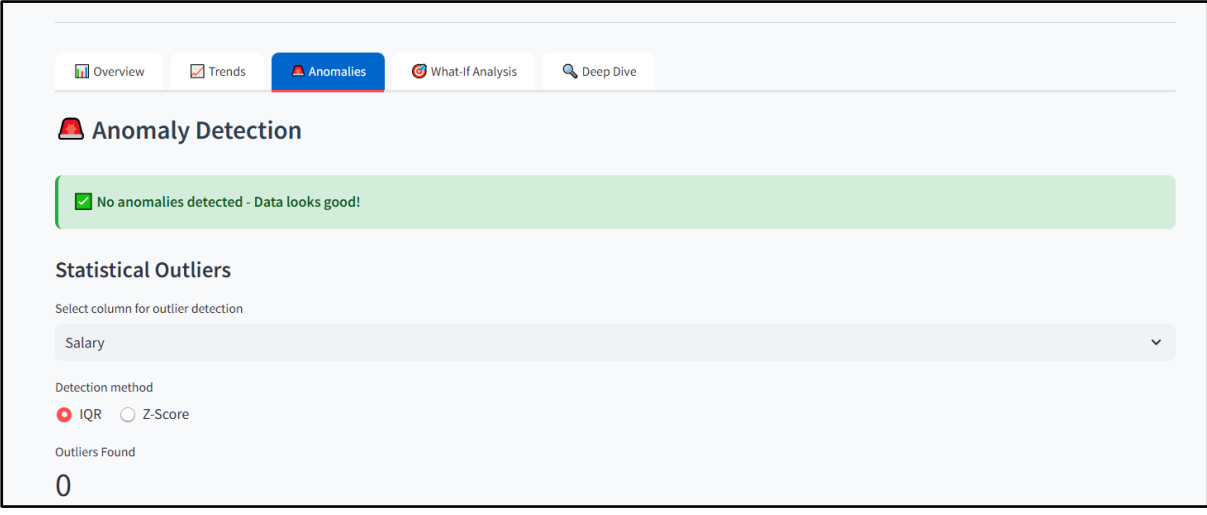 Overview Trends Anomalies What-If Analysis Deep Dive
Anomaly Detection
No anomalies detected - Data looks good!
Statistical Outliers
Select column for outlier detection
Salary
Detection method
IQR Z-Score
Outliers Found
0